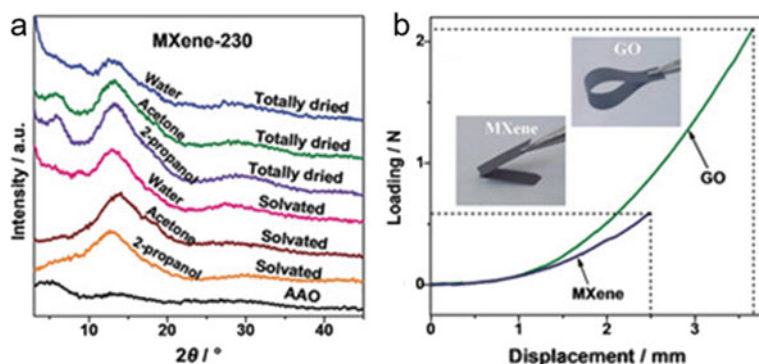 a
MXene-230
Water
Totally dried
Acetone
Totally dried
2-propanol
Totally dried
Water
Solvated
Acetone
Solvated
2-propanol
Solvated
AAO
Intensity / a.u.
10 20 30 40
2θ / °
b
GO
MXene
GO
MXene
Loading / N
2
1
0
0 1 2 3
Displacement / mm